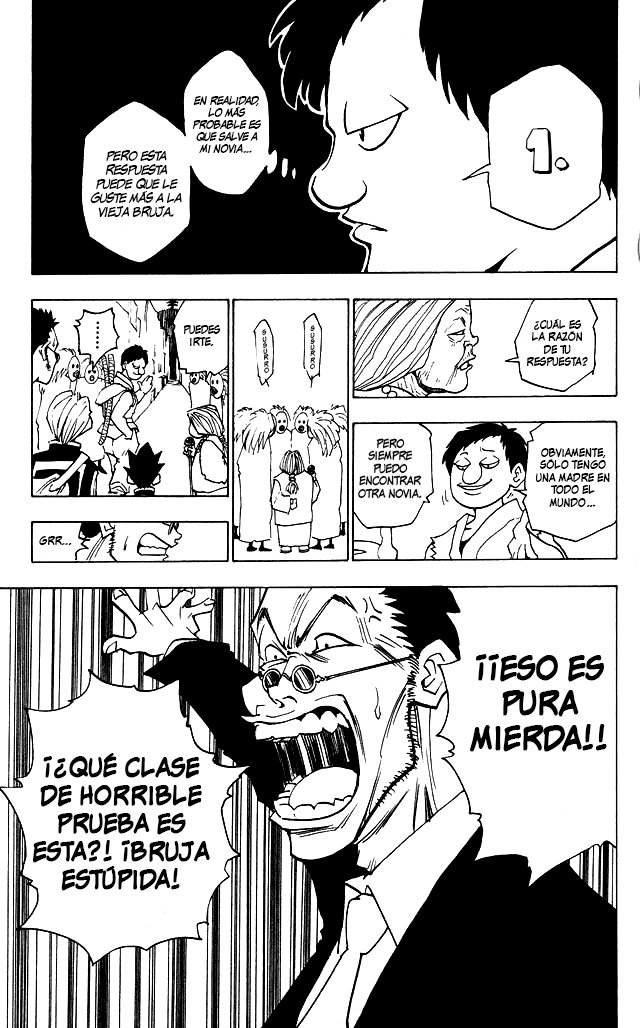 1.
EN REALIDAD,
LO MÁS
PROBABLE ES
QUE SALVE A
MI NOVIA...
PERO ESTA
RESPUESTA
PUEDE QUE LE
GUSTE MÁS A LA
VIEJA BRUJA.
¿CUÁL ES
LA RAZÓN
DE TU
RESPUESTA?
OBVIAMENTE,
SÓLO TENGO
UNA MADRE EN
TODO EL
MUNDO...
PERO
SIEMPRE
PUEDO
ENCONTRAR
OTRA NOVIA.
SUSURRO
SUSURRO
PUEDES
IRTE.
......
GRR...
¡¡ESO ES
PURA
MIERDA!!
¡¿QUÉ CLASE
DE HORRIBLE
PRUEBA ES
ESTA?! ¡BRUJA
ESTÚPIDA!